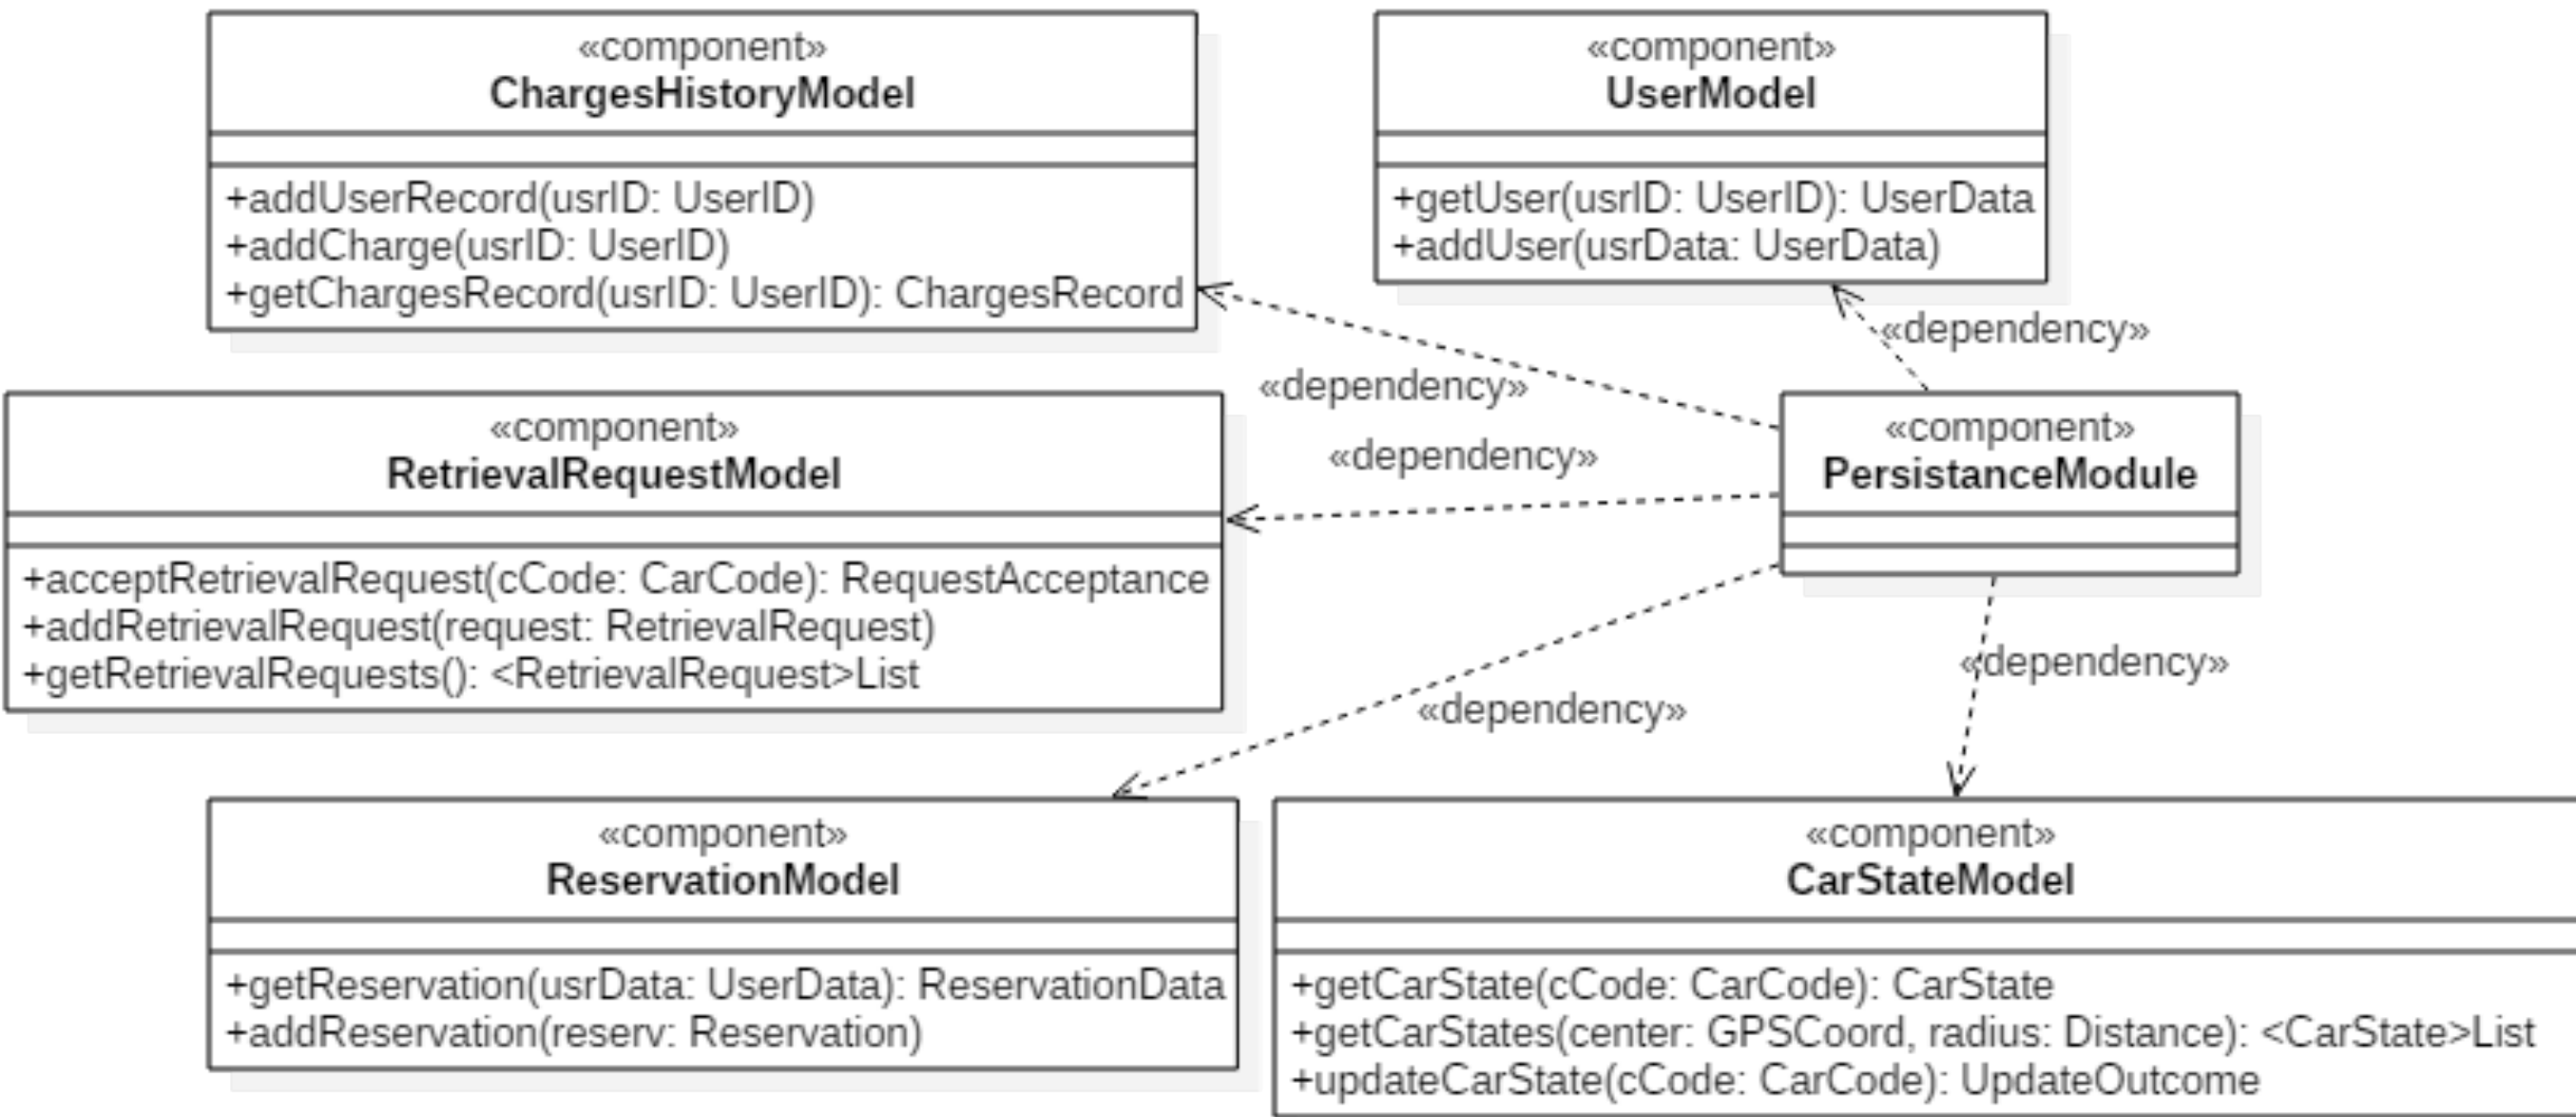 «component»
ChargesHistoryModel
+addUserRecord(usrID: UserID)
+addCharge(usrID: UserID)
+getChargesRecord(usrID: UserID): ChargesRecord
«component»
UserModel
+getUser(usrID: UserID): UserData
+addUser(usrData: UserData)
«dependency»
«dependency»
«dependency»
«component»
RetrievalRequestModel
+acceptRetrievalRequest(cCode: CarCode): RequestAcceptance
+addRetrievalRequest(request: RetrievalRequest)
+getRetrievalRequests(): <RetrievalRequest>List
«component»
PersistanceModule
«dependency»
«dependency»
«component»
ReservationModel
+getReservation(usrData: UserData): ReservationData
+addReservation(reserv: Reservation)
«component»
CarStateModel
+getCarState(cCode: CarCode): CarState
+getCarStates(center: GPSCoord, radius: Distance): <CarState>List
+updateCarState(cCode: CarCode): UpdateOutcome